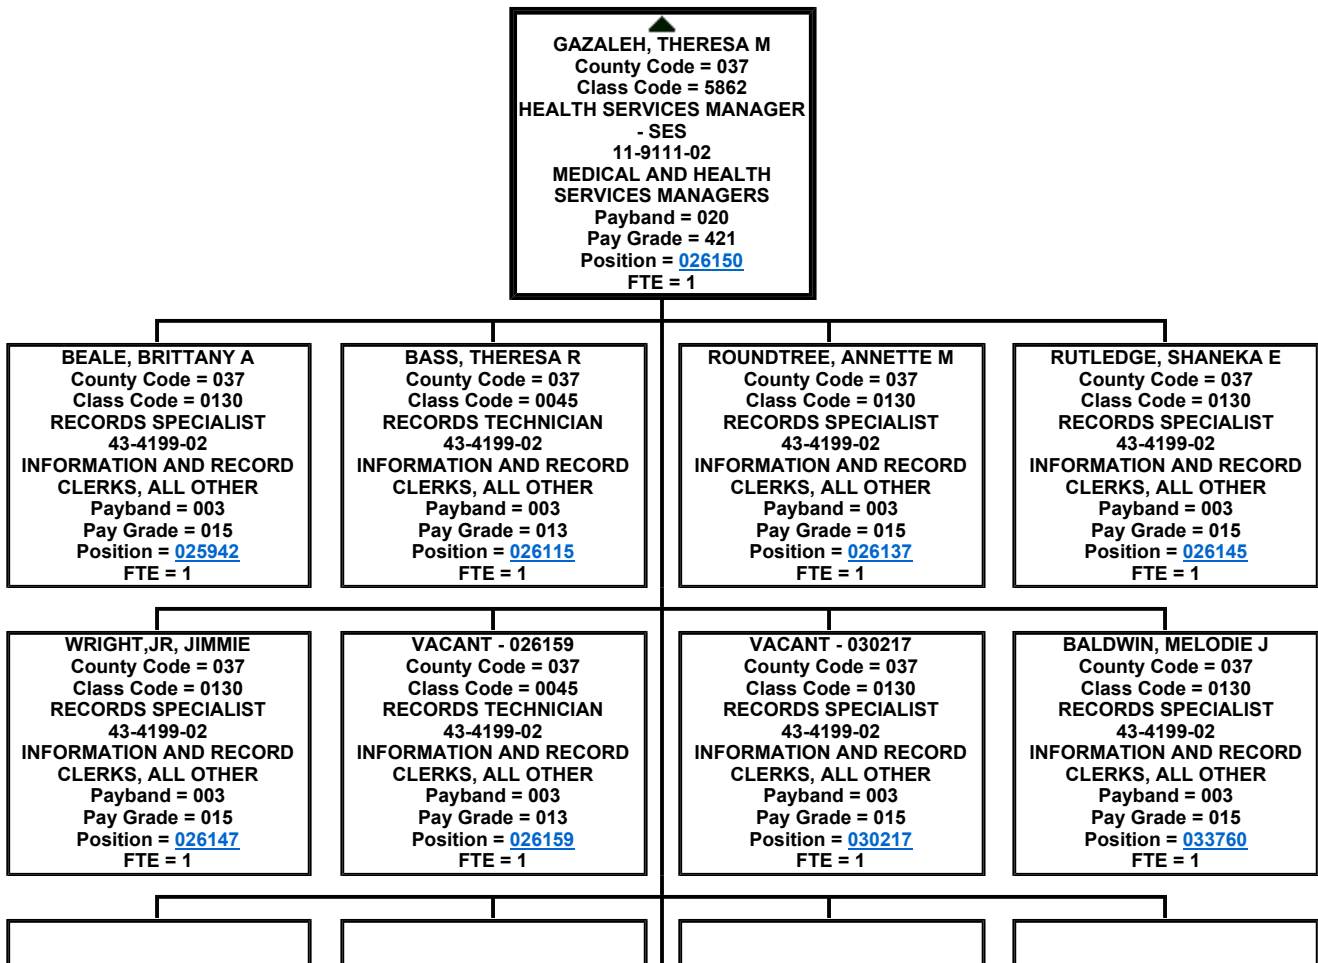 GAZALEH, THERESA M
County Code = 037
Class Code = 5862
HEALTH SERVICES MANAGER
- SES
11-9111-02
MEDICAL AND HEALTH
SERVICES MANAGERS
Payband = 020
Pay Grade = 421
Position = 026150
FTE = 1
BEALE, BRITTANY A
County Code = 037
Class Code = 0130
RECORDS SPECIALIST
43-4199-02
INFORMATION AND RECORD
CLERKS, ALL OTHER
Payband = 003
Pay Grade = 015
Position = 025942
FTE = 1
BASS, THERESA R
County Code = 037
Class Code = 0045
RECORDS TECHNICIAN
43-4199-02
INFORMATION AND RECORD
CLERKS, ALL OTHER
Payband = 003
Pay Grade = 013
Position = 026115
FTE = 1
ROUNDTREE, ANNETTE M
County Code = 037
Class Code = 0130
RECORDS SPECIALIST
43-4199-02
INFORMATION AND RECORD
CLERKS, ALL OTHER
Payband = 003
Pay Grade = 015
Position = 026137
FTE = 1
RUTLEDGE, SHANEKA E
County Code = 037
Class Code = 0130
RECORDS SPECIALIST
43-4199-02
INFORMATION AND RECORD
CLERKS, ALL OTHER
Payband = 003
Pay Grade = 015
Position = 026145
FTE = 1
WRIGHT,JR, JIMMIE
County Code = 037
Class Code = 0130
RECORDS SPECIALIST
43-4199-02
INFORMATION AND RECORD
CLERKS, ALL OTHER
Payband = 003
Pay Grade = 015
Position = 026147
FTE = 1
VACANT - 026159
County Code = 037
Class Code = 0045
RECORDS TECHNICIAN
43-4199-02
INFORMATION AND RECORD
CLERKS, ALL OTHER
Payband = 003
Pay Grade = 013
Position = 026159
FTE = 1
VACANT - 030217
County Code = 037
Class Code = 0130
RECORDS SPECIALIST
43-4199-02
INFORMATION AND RECORD
CLERKS, ALL OTHER
Payband = 003
Pay Grade = 015
Position = 030217
FTE = 1
BALDWIN, MELODIE J
County Code = 037
Class Code = 0130
RECORDS SPECIALIST
43-4199-02
INFORMATION AND RECORD
CLERKS, ALL OTHER
Payband = 003
Pay Grade = 015
Position = 033760
FTE = 1